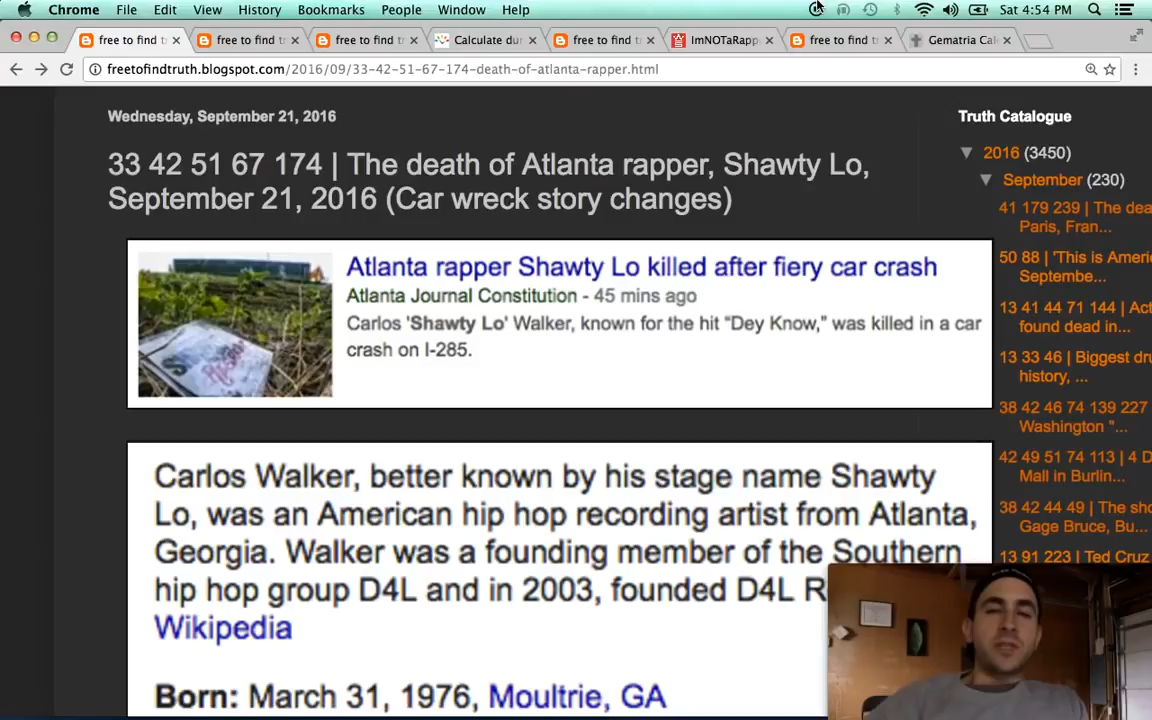 Chrome File Edit View History Bookmarks People Window Help Sat 4:54 PM
free to find t free to find t free to find t Calculate du free to find t ImNOTaRapp free to find t Gematria Cal
freetofindtruth.blogspot.com/2016/09/33-42-51-67-174-death-of-atlanta-rapper.html
Wednesday, September 21, 2016
33 42 51 67 174 | The death of Atlanta rapper, Shawty Lo,
September 21, 2016 (Car wreck story changes)
Atlanta rapper Shawty Lo killed after fiery car crash
Atlanta Journal Constitution - 45 mins ago
Carlos 'Shawty Lo' Walker, known for the hit “Dey Know,” was killed in a car
crash on I-285.
Carlos Walker, better known by his stage name Shawty
Lo, was an American hip hop recording artist from Atlanta,
Georgia. Walker was a founding member of the Southern
hip hop group D4L and in 2003, founded D4L R
Wikipedia
Born: March 31, 1976, Moultrie, GA
Truth Catalogue
▼ 2016 (3450)
▼ September (230)
41 179 239 | The dea
Paris, Fran...
50 88 | 'This is Ameri
Septembe...
13 41 44 71 144 | Act
found dead in...
13 33 46 | Biggest dru
history, ...
38 42 46 74 139 227
Washington "...
42 49 51 74 113 | 4 D
Mall in Burlin...
38 42 44 49 | The sho
Gage Bruce, Bu...
13 91 223 | Ted Cruz